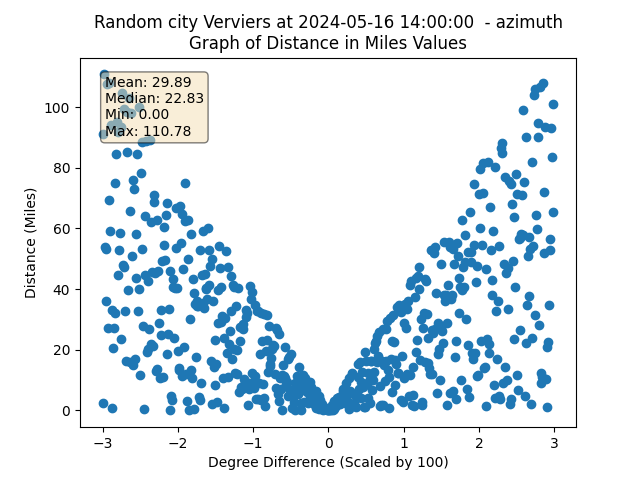 Random city Verviers at 2024-05-16 14:00:00  - azimuth
Graph of Distance in Miles Values
Mean: 29.89
Median: 22.83
Min: 0.00
Max: 110.78
100
80
60
40
20
0
Distance (Miles)
−3
−2
−1
0
1
2
3
Degree Difference (Scaled by 100)